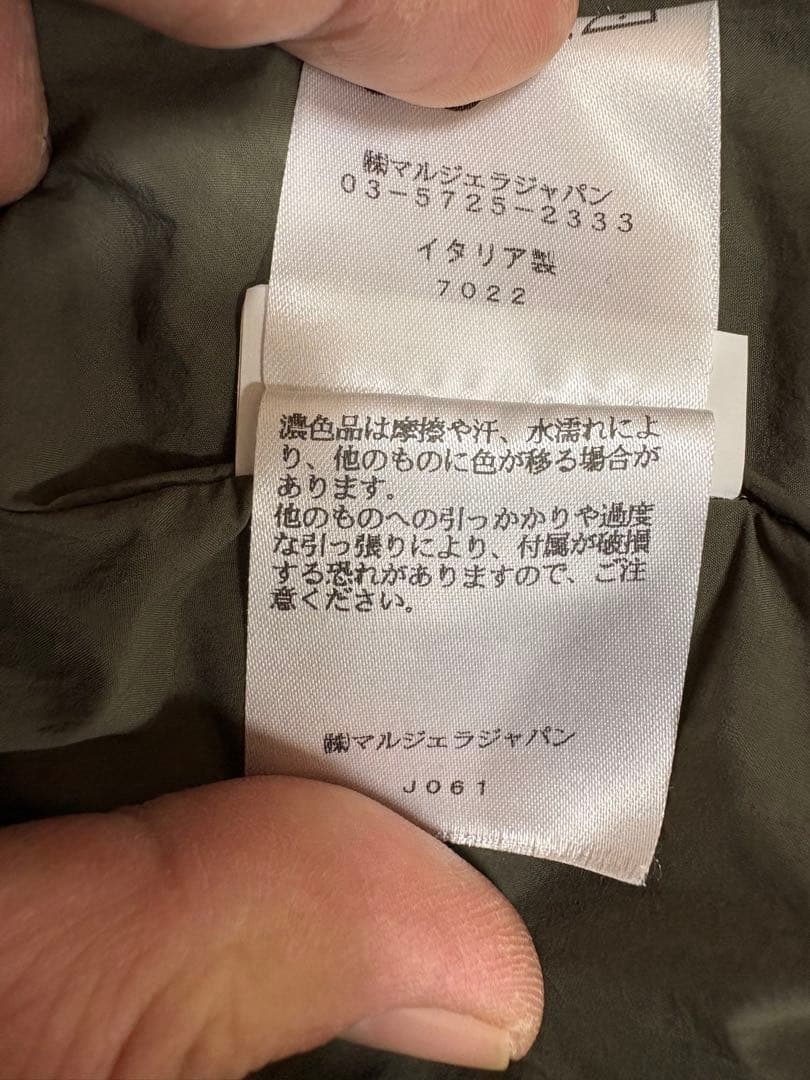 ㈱マルジェラジャパン
03-5725-2333
イタリア製
7022
濃色品は摩擦や汗、水濡れによ
り、他のものに色が移る場合が
あります。
他のものへの引っかかりや過度
な引っ張りにより、付属が破損
する恐れがありますので、ご注
意ください。
㈱マルジェラジャパン
J061